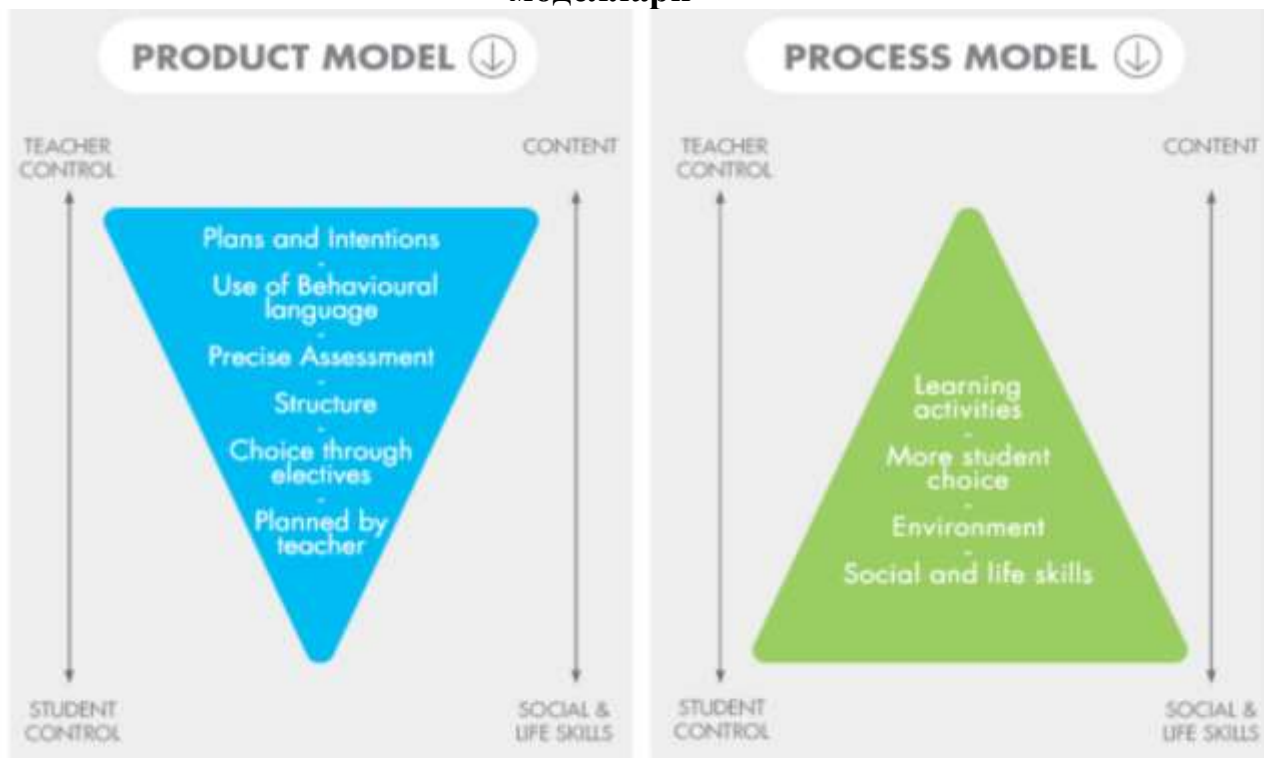 моделлари
PRODUCT MODEL
TEACHER
CONTROL
CONTENT
Plans and Intentions
-
Use of Behavioural
language
-
Precise Assessment
-
Structure
-
Choice through
electives
-
Planned by
teacher
STUDENT
CONTROL
SOCIAL &
LIFE SKILLS
PROCESS MODEL
TEACHER
CONTROL
CONTENT
Learning
activities
-
More student
choice
-
Environment
-
Social and life skills
STUDENT
CONTROL
SOCIAL &
LIFE SKILLS